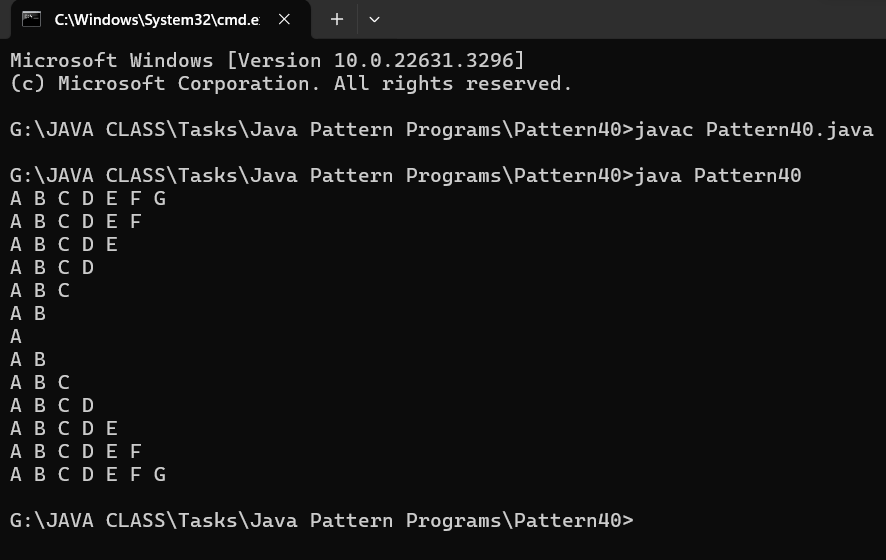 C:\Windows\System32\cmd.e
Microsoft Windows [Version 10.0.22631.3296]
(c) Microsoft Corporation. All rights reserved.
G:\JAVA CLASS\Tasks\Java Pattern Programs\Pattern40>javac Pattern40.java
G:\JAVA CLASS\Tasks\Java Pattern Programs\Pattern40>java Pattern40
A B C D E F G
A B C D E F
A B C D E
A B C D
A B C
A B
A
A B
A B C
A B C D
A B C D E
A B C D E F
A B C D E F G
G:\JAVA CLASS\Tasks\Java Pattern Programs\Pattern40>